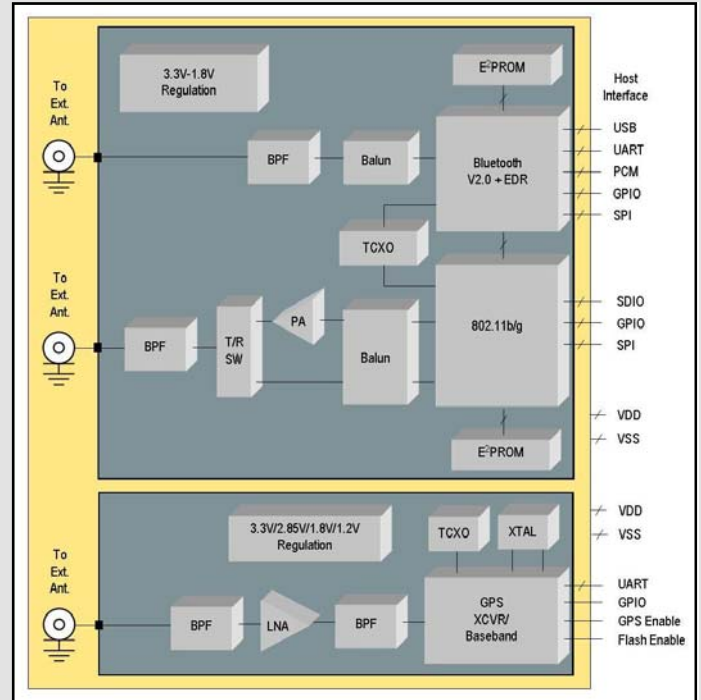 3.3V-1.8V
Regulation
E²PROM
Host
Interface
To
Ext.
Ant.
BPF
Balun
Bluetooth
V2.0 + EDR
USB
UART
PCM
GPIO
SPI
TCXO
To
Ext.
Ant.
BPF
T/R
SW
PA
Balun
802.11b/g
SDIO
GPIO
SPI
E²PROM
VDD
VSS
3.3V/2.85V/1.8V/1.2V
Regulation
TCXO
XTAL
VDD
VSS
To
Ext.
Ant.
BPF
LNA
BPF
GPS
XCVR/
Baseband
UART
GPIO
GPS Enable
Flash Enable